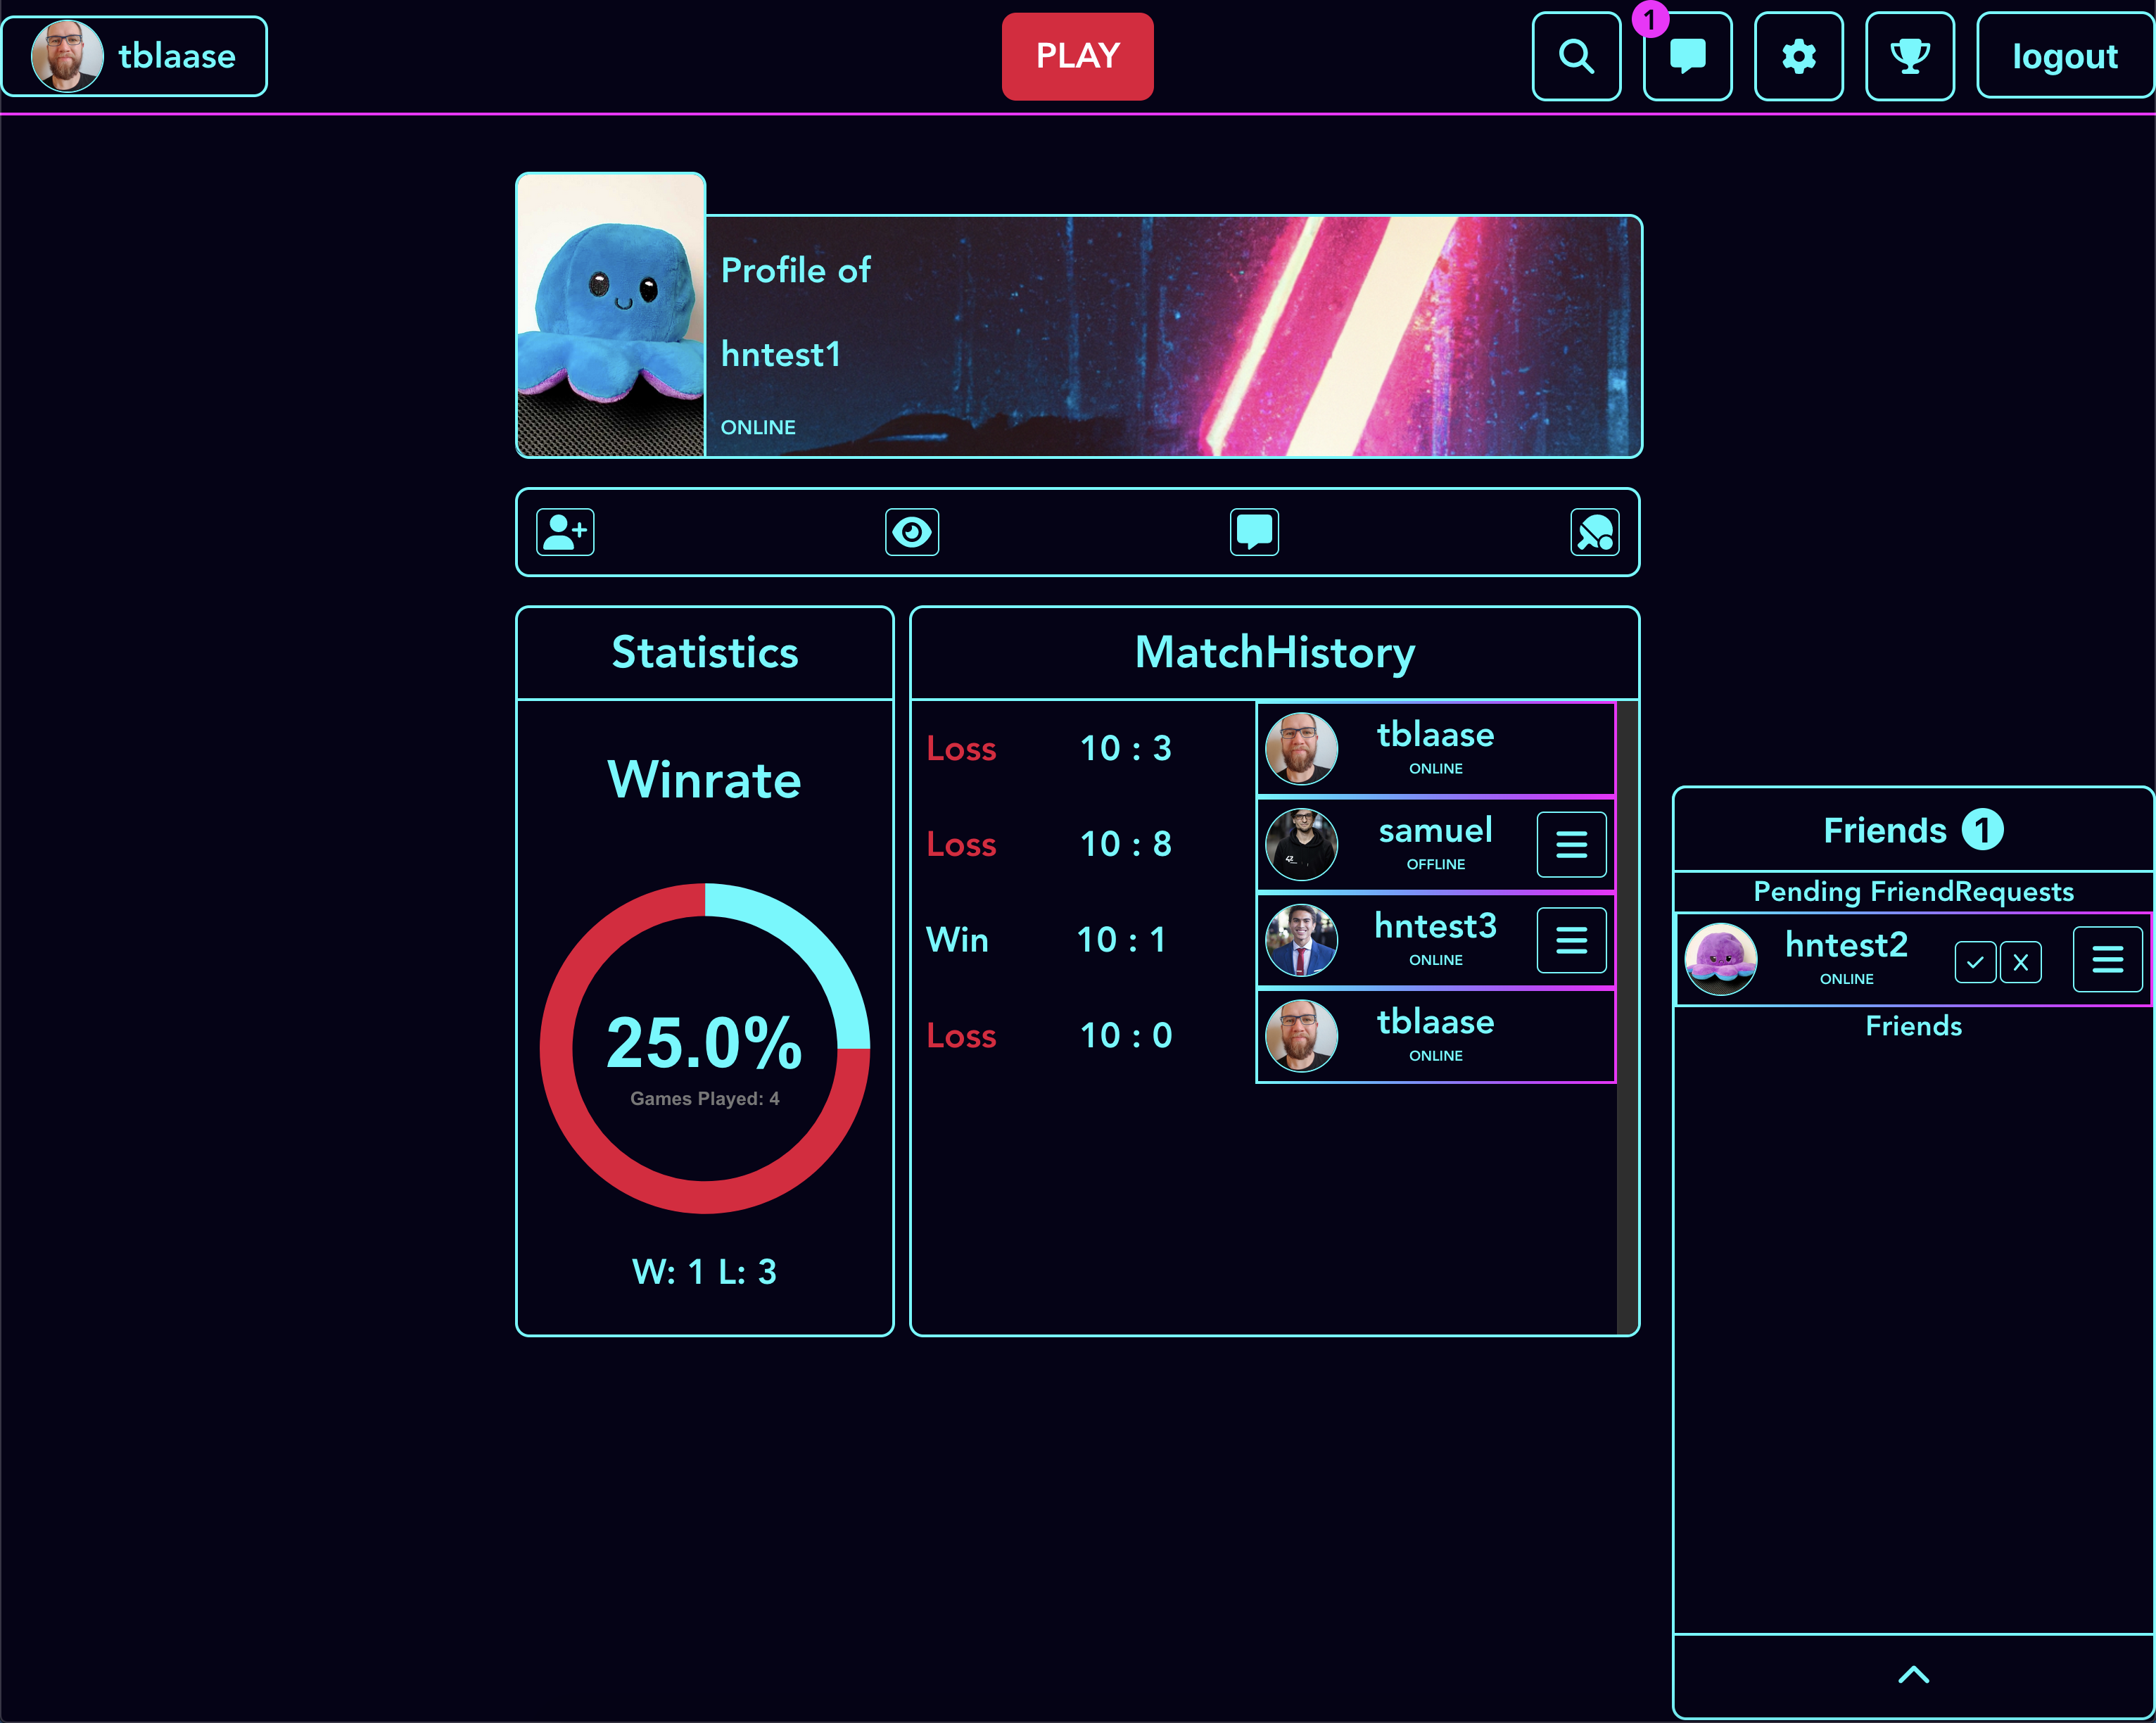 tblaase
PLAY
1
logout
Profile of
hntest1
ONLINE
Statistics
MatchHistory
Winrate
25.0%
Games Played: 4
W: 1 L: 3
Loss 10 : 3 tblaase
ONLINE
Loss 10 : 8 samuel
OFFLINE
Win 10 : 1 hntest3
ONLINE
Loss 10 : 0 tblaase
ONLINE
Friends 1
Pending FriendRequests
hntest2
ONLINE
Friends